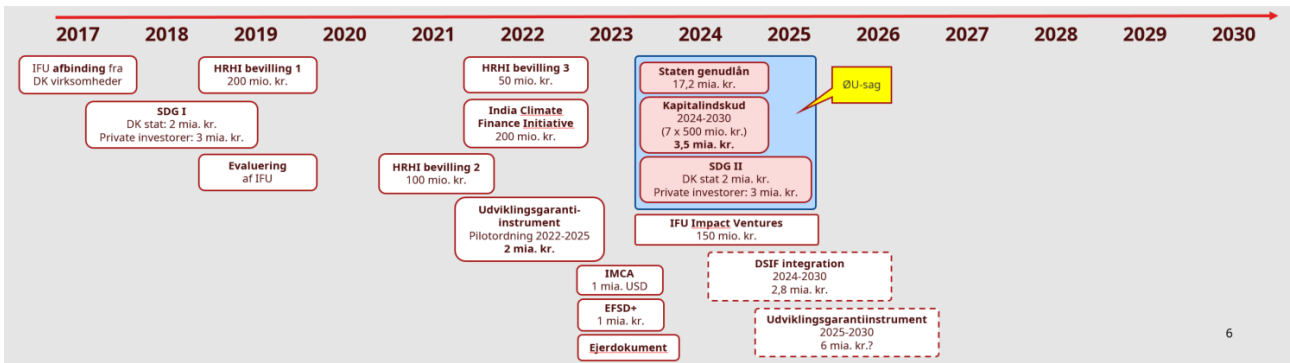 2017 2018 2019 2020 2021 2022 2023 2024 2025 2026 2027 2028 2029 2030
IFU afbinding fra
DK virksomheder
SDG I
DK stat: 2 mia. kr.
Private investorer: 3 mia. kr.
HRHI bevilling 1
200 mio. kr.
Evaluering
af IFU
HRHI bevilling 2
100 mio. kr.
HRHI bevilling 3
50 mio. kr.
India Climate
Finance Initiative
200 mio. kr.
Udviklingsgaranti-
instrument
Pilotordning 2022-2025
2 mia. kr.
IMCA
1 mia. USD
EFSD+
1 mia. kr.
Ejerdokument
Staten genudlån
17,2 mia. kr.
Kapitalindskud
2024-2030
(7 x 500 mio. kr.)
3,5 mia. kr.
SDG II
DK stat 2 mia. kr.
Private investorer: 3 mia. kr.
ØU-sag
IFU Impact Ventures
150 mio. kr.
DSIF integration
2024-2030
2,8 mia. kr.
Udviklingsgarantiinstrument
2025-2030
6 mia. kr.?
6